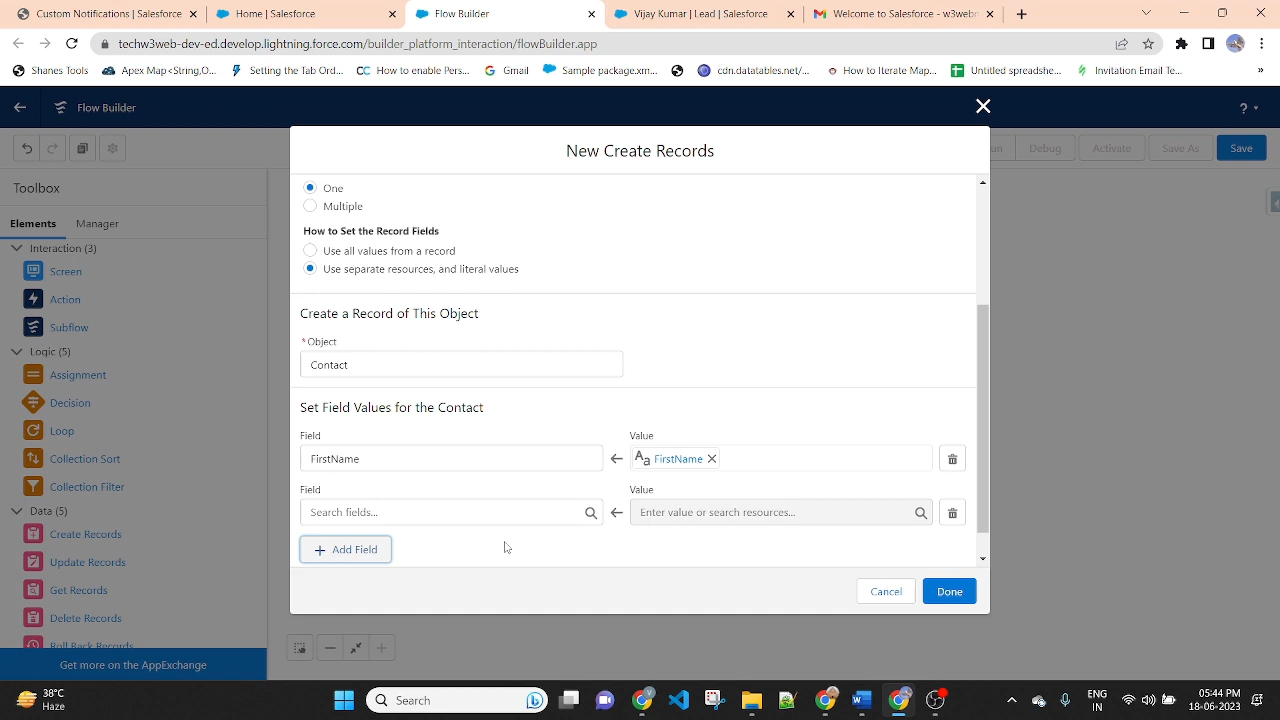 Custom Notifications | Salesforce
Home | Salesforce
Flow Builder
Vijay Kumar | Lead | Salesforce
Welcome to Salesforce - w3webr
techw3web-dev-ed.develop.lightning.force.com/builder_platform_interaction/flowBuilder.app
Shanes Tools
Apex Map<String,O...
Setting the Tab Ord...
How to enable Pers...
Gmail
Sample package.xm...
cdn.datatables.net/...
How to Iterate Map...
Untitled spreadshe...
Invitation Email Te...
»
Flow Builder
?
New Create Records
Run
Debug
Activate
Save As
Save
Toolbox
Elements
Manager
Interaction (3)
Screen
Action
Subflow
Logic (5)
Assignment
Decision
Loop
Collection Sort
Collection Filter
Data (5)
Create Records
Update Records
Get Records
Delete Records
Roll Back Records
Get more on the AppExchange
One
Multiple
How to Set the Record Fields
Use all values from a record
Use separate resources, and literal values
Create a Record of This Object
* Object
Contact
Set Field Values for the Contact
Field
Value
FirstName
Aa FirstName
Field
Value
Search fields...
Enter value or search resources...
Add Field
Cancel
Done
38°C
Haze
Search
ENG
IN
05:44 PM
18-06-2023